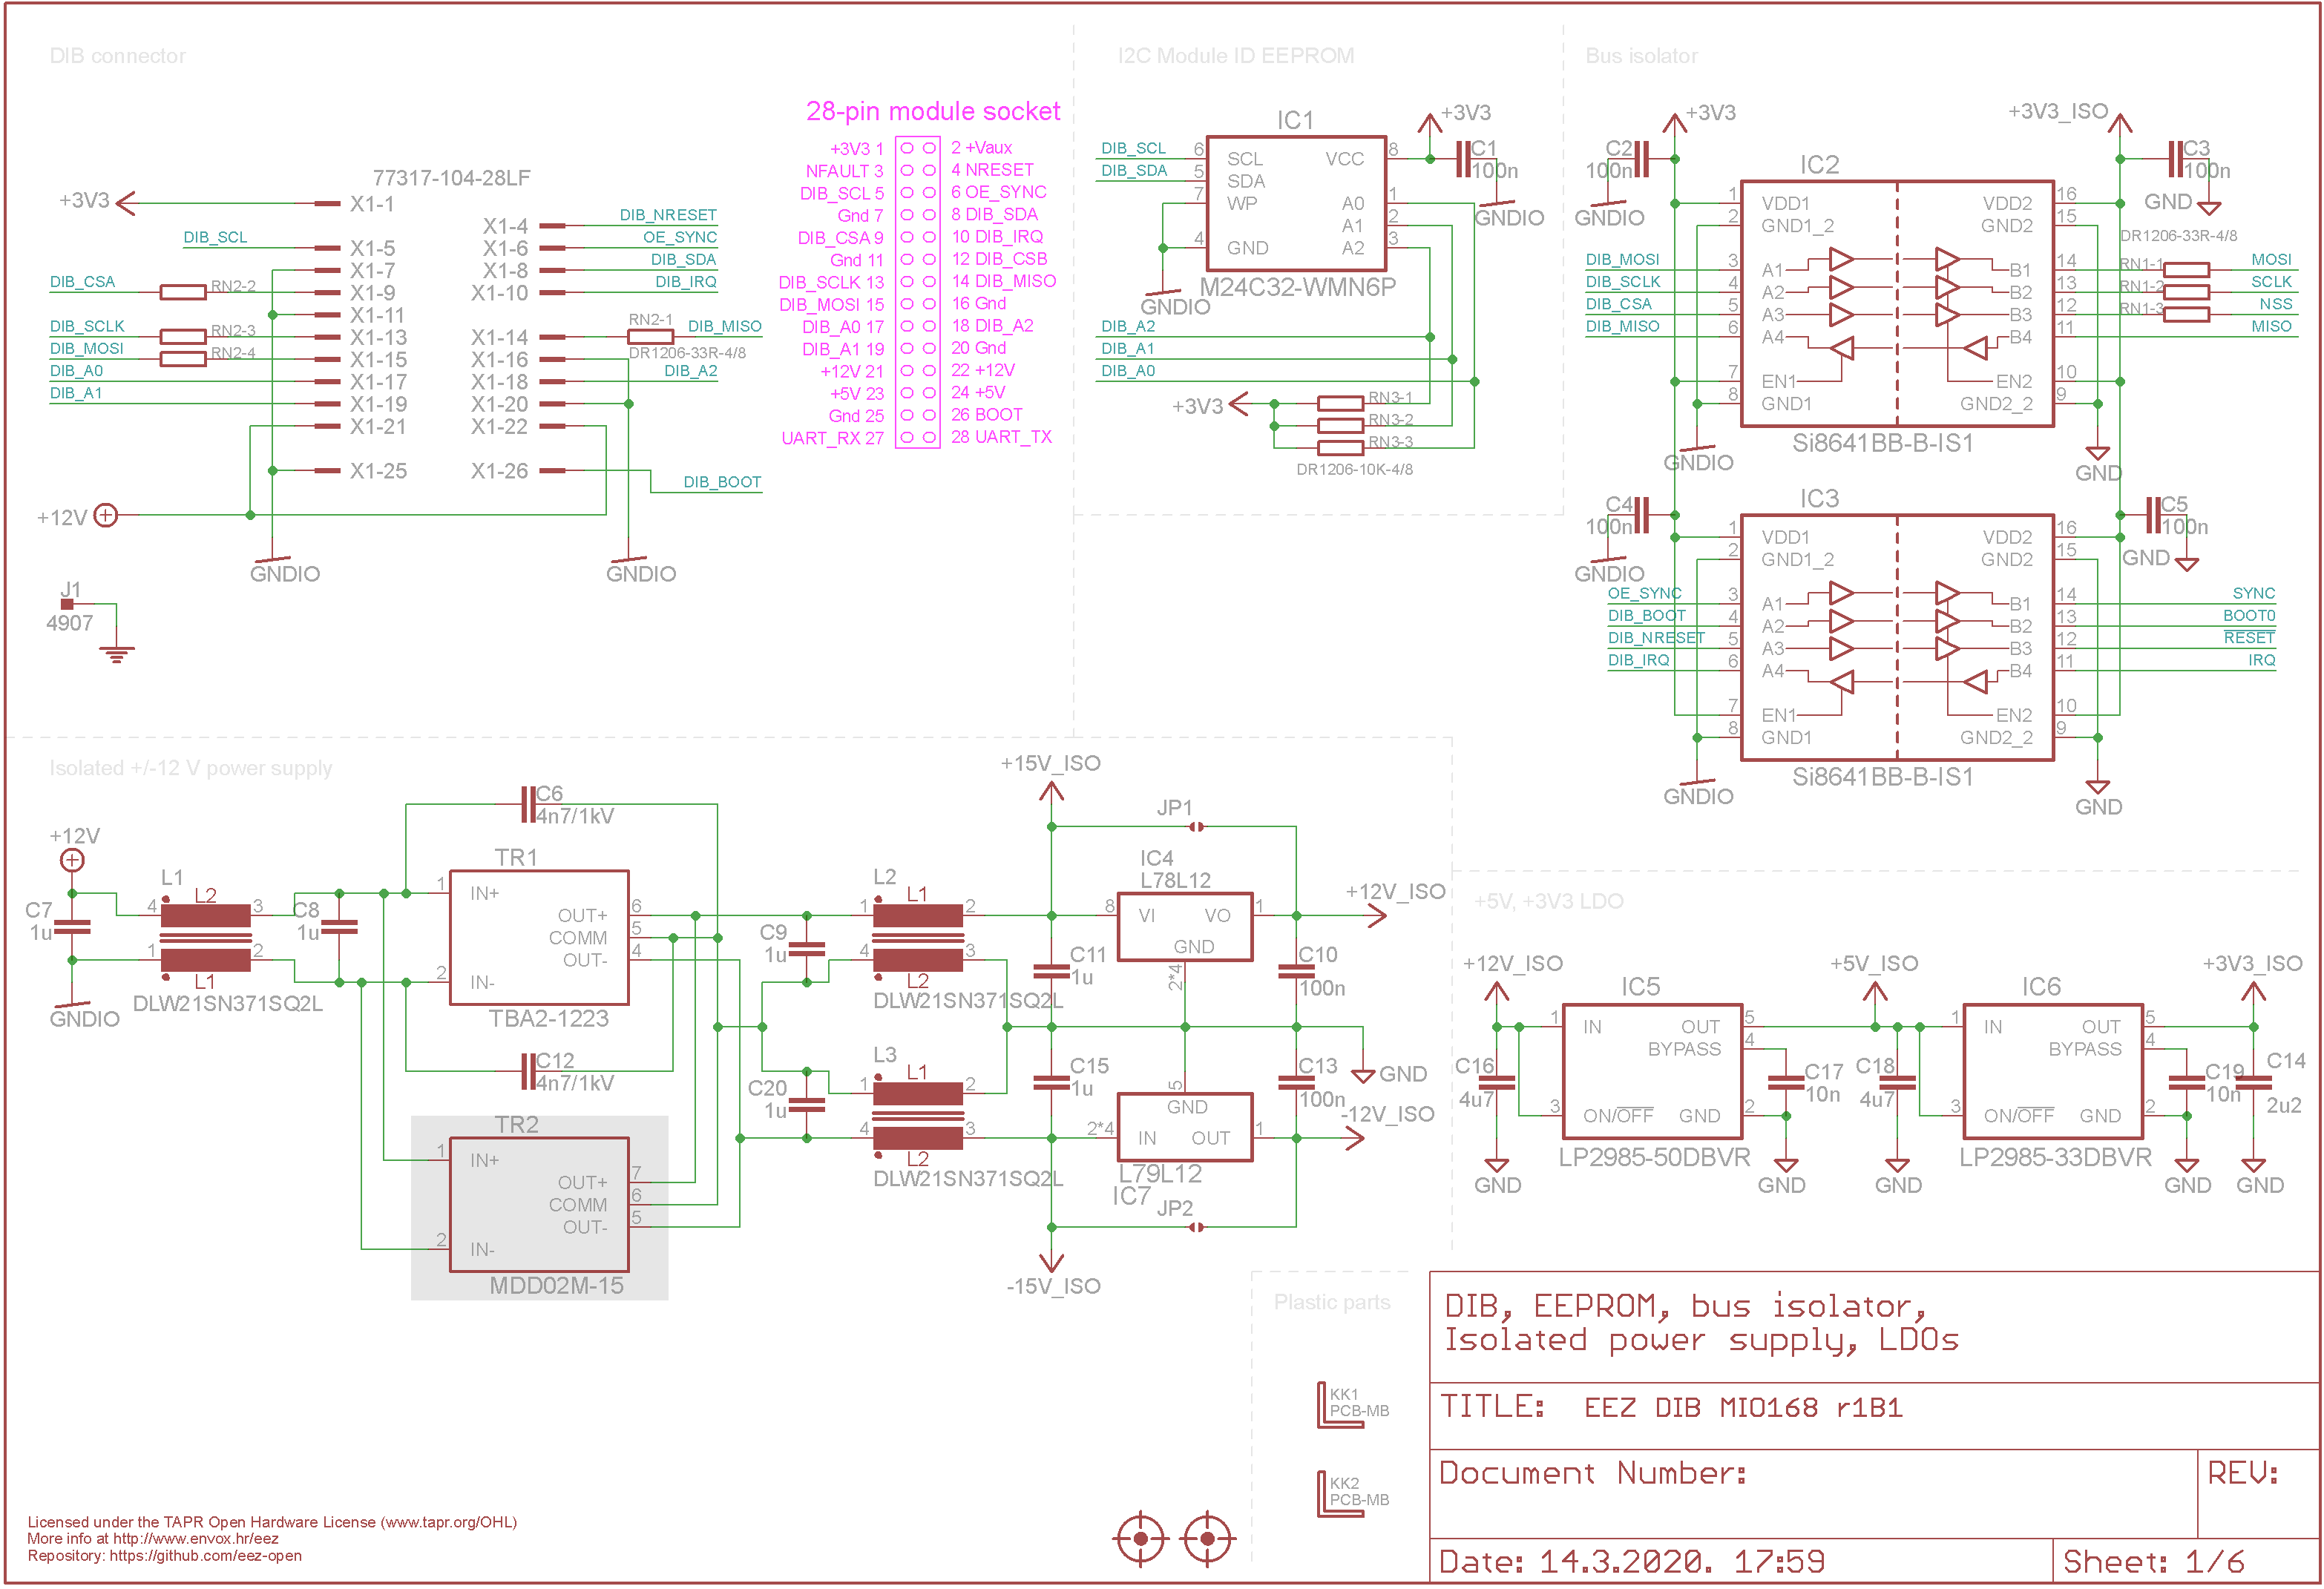 DIB connector
77317-104-28LF
+3V3
X1-1
X1-4
DIB_NRESET
DIB_SCL
X1-5
X1-6
OE_SYNC
X1-7
X1-8
DIB_SDA
DIB_CSA
RN2-2
X1-9
X1-10
DIB_IRQ
X1-11
DIB_SCLK
RN2-3
X1-13
X1-14
RN2-1
DIB_MISO
DR1206-33R-4/8
DIB_MOSI
RN2-4
X1-15
X1-16
DIB_A0
X1-17
X1-18
DIB_A2
DIB_A1
X1-19
X1-20
X1-21
X1-22
X1-25
X1-26
DIB_BOOT
+12V
GNDIO
GNDIO
J1
4907
28-pin module socket
+3V3 1 2 +Vaux
NFAULT 3 4 NRESET
DIB_SCL 5 6 OE_SYNC
Gnd 7 8 DIB_SDA
DIB_CSA 9 10 DIB_IRQ
Gnd 11 12 DIB_CSB
DIB_SCLK 13 14 DIB_MISO
DIB_MOSI 15 16 Gnd
DIB_A0 17 18 DIB_A2
DIB_A1 19 20 Gnd
+12V 21 22 +12V
+5V 23 24 +5V
Gnd 25 26 BOOT
UART_RX 27 28 UART_TX
I2C Module ID EEPROM
IC1
+3V3
C1
100n
GNDIO
DIB_SCL 6 SCL VCC 8
DIB_SDA 5 SDA
7 WP A0 1
A1 2
4 GND A2 3
M24C32-WMN6P
GNDIO
DIB_A2
DIB_A1
DIB_A0
+3V3
RN3-1
RN3-2
RN3-3
DR1206-10K-4/8
Bus isolator
+3V3
+3V3_ISO
C2
100n
GNDIO
IC2
C3
100n
GND
1 VDD1 VDD2 16
2 GND1_2 GND2 15
DR1206-33R-4/8
DIB_MOSI 3 A1 B1 14 RN1-1 MOSI
DIB_SCLK 4 A2 B2 13 RN1-2 SCLK
DIB_CSA 5 A3 B3 12 RN1-3 NSS
DIB_MISO 6 A4 B4 11 MISO
7 EN1 EN2 10
8 GND1 GND2_2 9
Si8641BB-B-IS1
GNDIO
GND
C4
100n
GNDIO
IC3
C5
100n
GND
1 VDD1 VDD2 16
2 GND1_2 GND2 15
OE_SYNC 3 A1 B1 14 SYNC
DIB_BOOT 4 A2 B2 13 BOOT0
DIB_NRESET 5 A3 B3 12 RESET
DIB_IRQ 6 A4 B4 11 IRQ
7 EN1 EN2 10
8 GND1 GND2_2 9
Si8641BB-B-IS1
GNDIO
GND
Isolated +/-12 V power supply
+12V
C7
1u
GNDIO
L1
4 L2 3
1 L1 2
DLW21SN371SQ2L
C8
1u
C6
4n7/1kV
TR1
1 IN+
OUT+ 6
COMM 5
OUT- 4
2 IN-
TBA2-1223
C12
4n7/1kV
TR2
1 IN+
OUT+ 7
COMM 6
OUT- 5
2 IN-
MDD02M-15
C9
1u
L2
1 L1 2
4 L2 3
DLW21SN371SQ2L
C20
1u
L3
1 L1 2
4 L2 3
DLW21SN371SQ2L
+15V_ISO
JP1
IC4
L78L12
8 VI VO 1
GND
2*4
+12V_ISO
C11
1u
C10
100n
C15
1u
C13
100n
GND
5
GND
2*4 IN OUT 1
L79L12
IC7
JP2
-12V_ISO
-15V_ISO
+5V, +3V3 LDO
+12V_ISO
IC5
+5V_ISO
IC6
+3V3_ISO
1 IN OUT 5
BYPASS 4
3 ON/OFF GND 2
LP2985-50DBVR
C16
4u7
GND
C17
10n
GND
C18
4u7
GND
1 IN OUT 5
BYPASS 4
3 ON/OFF GND 2
LP2985-33DBVR
C19
10n
GND
C14
2u2
GND
Plastic parts
KK1
PCB-MB
KK2
PCB-MB
DIB, EEPROM, bus isolator,
Isolated power supply, LDOs
TITLE: EEZ DIB MIO168 r1B1
Document Number:
REV:
Date: 14.3.2020. 17:59
Sheet: 1/6
Licensed under the TAPR Open Hardware License (www.tapr.org/OHL)
More info at http://www.envox.hr/eez
Repository: https://github.com/eez-open